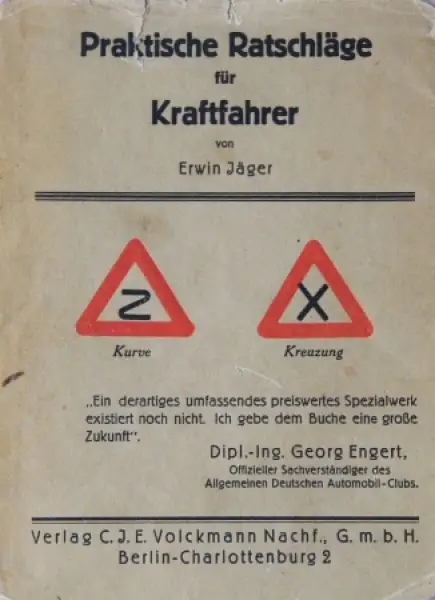 Praktische Ratschläge
für
Kraftfahrer
von
Erwin Jäger
Z X
Kurve Kreuzung
„Ein derartiges umfassendes preiswertes Spezialwerk
existiert noch nicht. Ich gebe dem Buche eine große
Zukunft".
Dipl.-Ing. Georg Engert,
Offizieller Sachverständiger des
Allgemeinen Deutschen Automobil-Clubs.
Verlag C.J.E. Volckmann Nachf., G. m. b. H.
Berlin-Charlottenburg 2